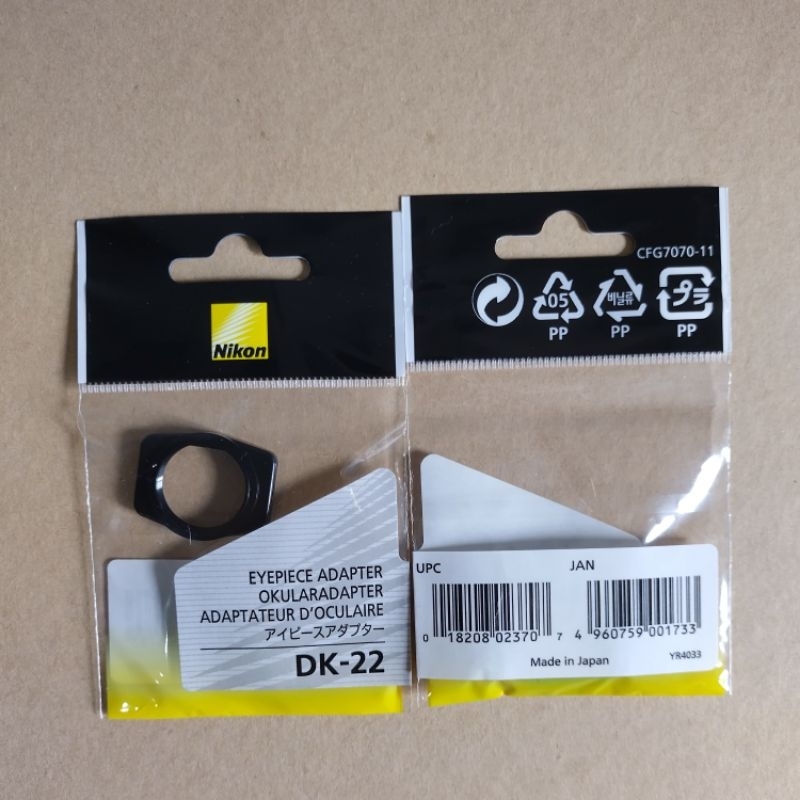 Nikon
EYEPIECE ADAPTER
OKULARADAPTER
ADAPTATEUR D'OCULAIRE
アイピースアダプター
DK-22
CFG7070-11
05
비닐류
プラ
PP
PP
PP
UPC
JAN
0 18208 02370 7
4 960759 001733
Made in Japan
YR4033